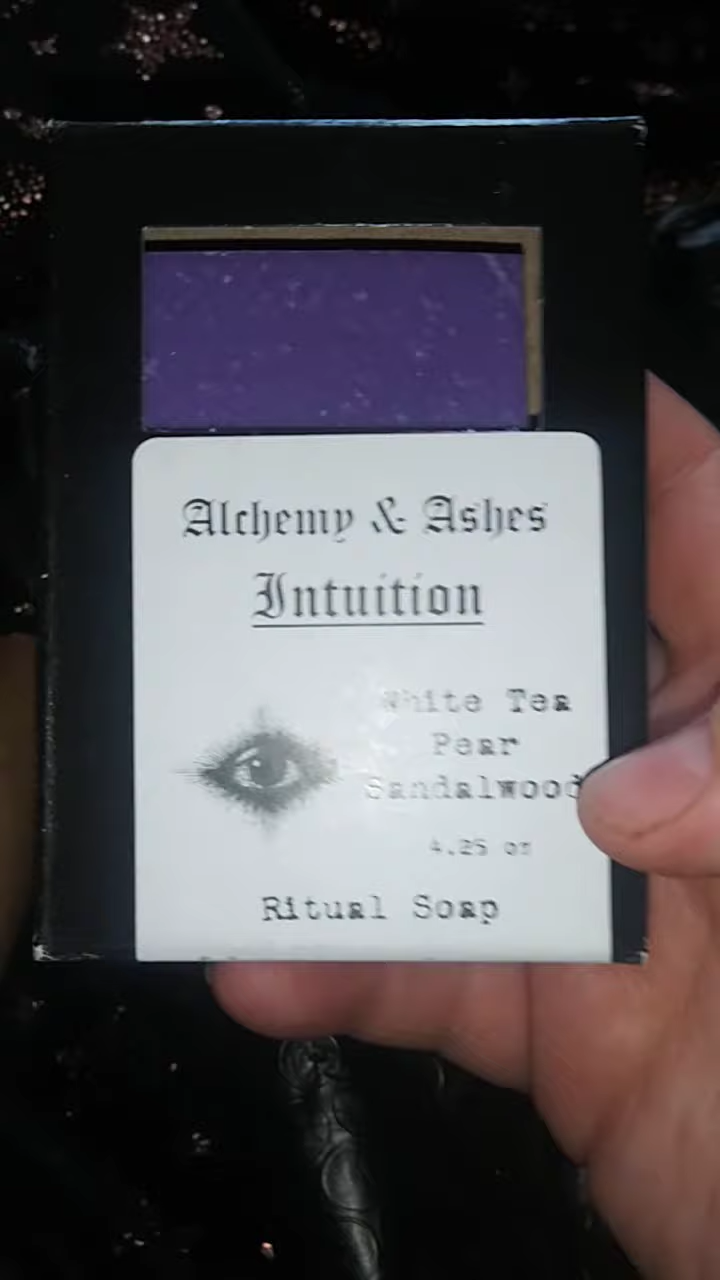 Alchemy & Ashes
Intuition
White Tea
Pear
Sandalwood
4.25 oz
Ritual Soap